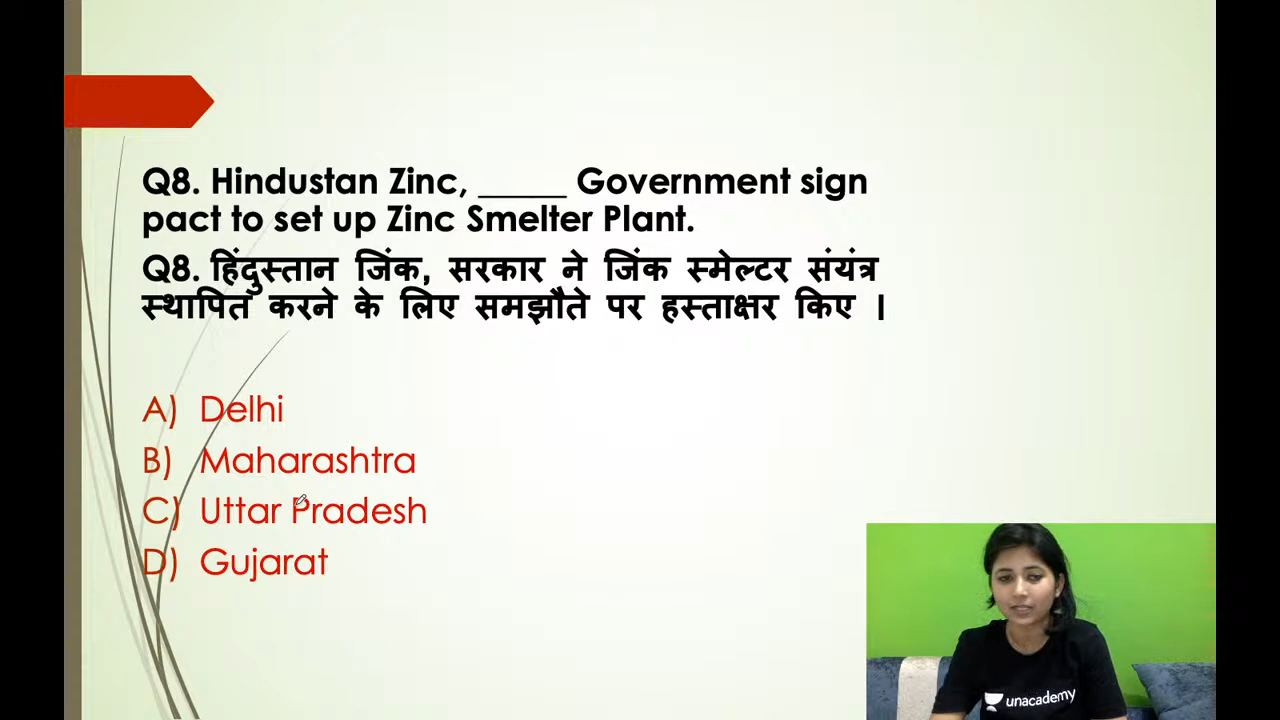 Q8. Hindustan Zinc, _____ Government sign
pact to set up Zinc Smelter Plant.
Q8. हिंदुस्तान जिंक, सरकार ने जिंक स्मेल्टर संयंत्र
स्थापित करने के लिए समझौते पर हस्ताक्षर किए ।
A) Delhi
B) Maharashtra
C) Uttar Pradesh
D) Gujarat
unacademy